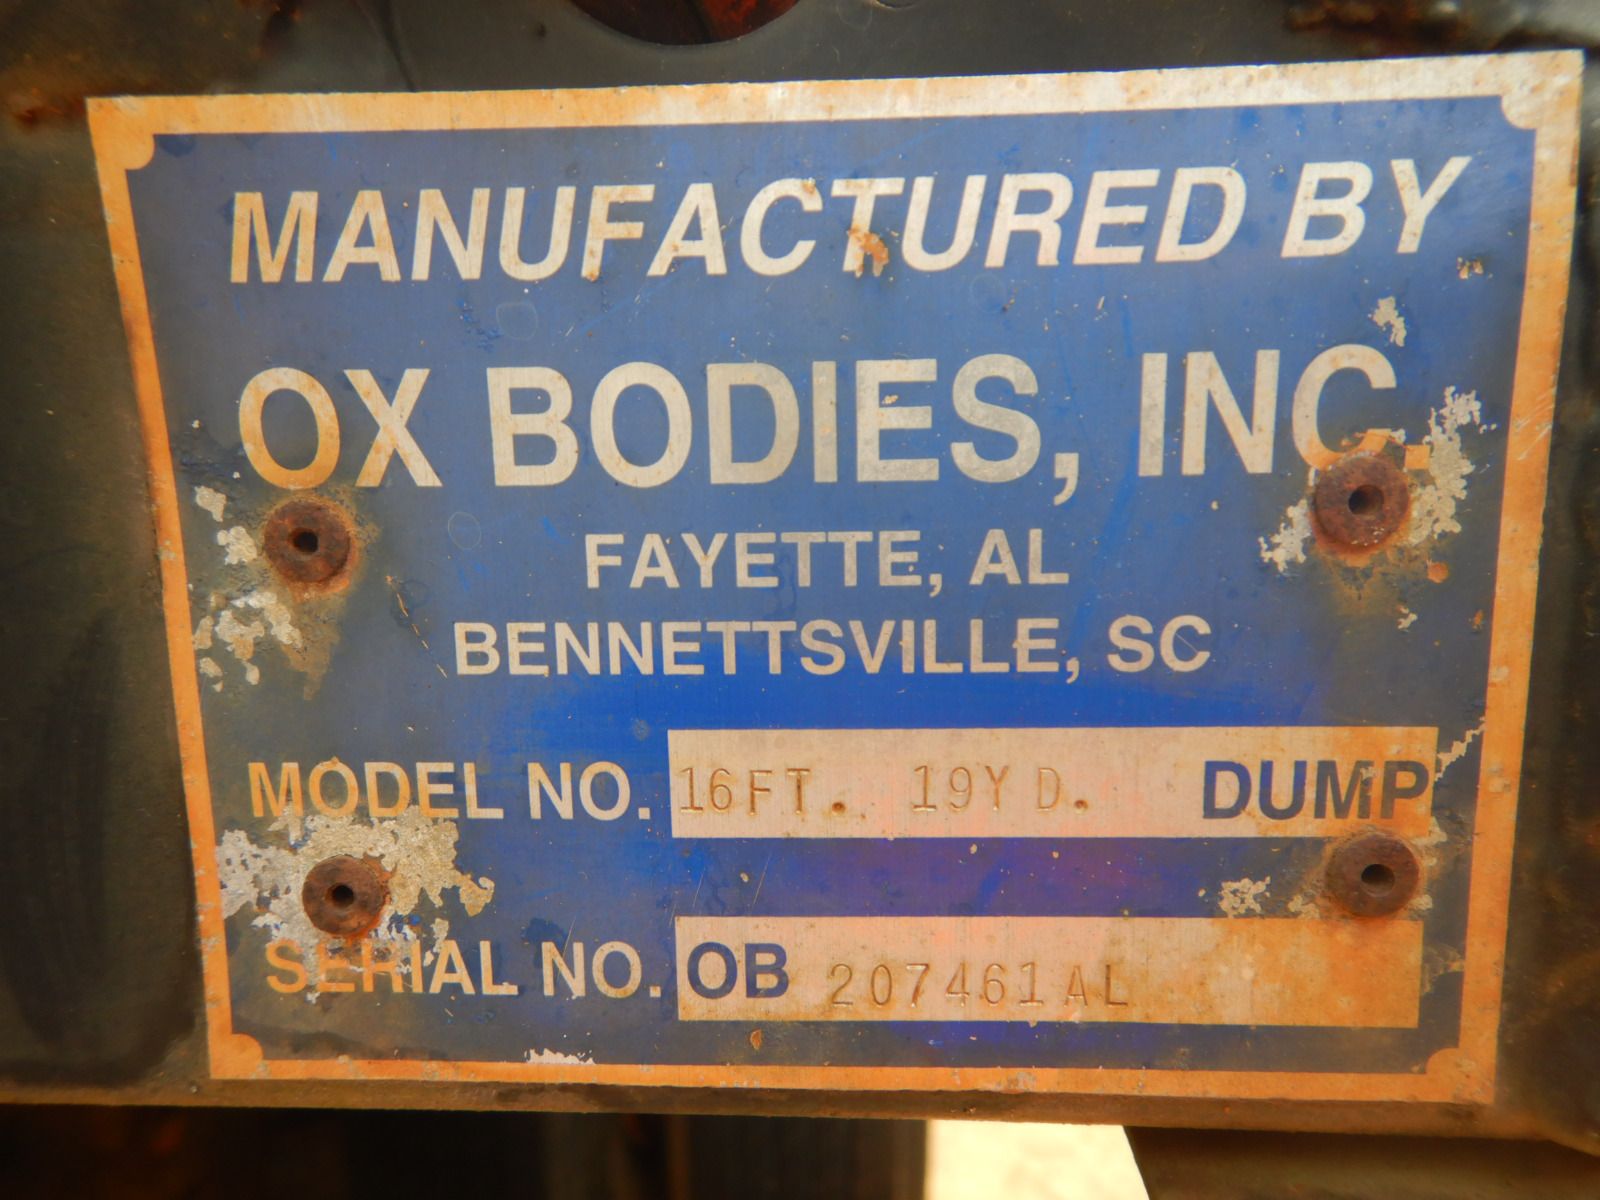 MANUFACTURED BY
OX BODIES, INC.
FAYETTE, AL
BENNETTSVILLE, SC
MODEL NO. 16FT. 19YD. DUMP
SERIAL NO. OB 207461AL